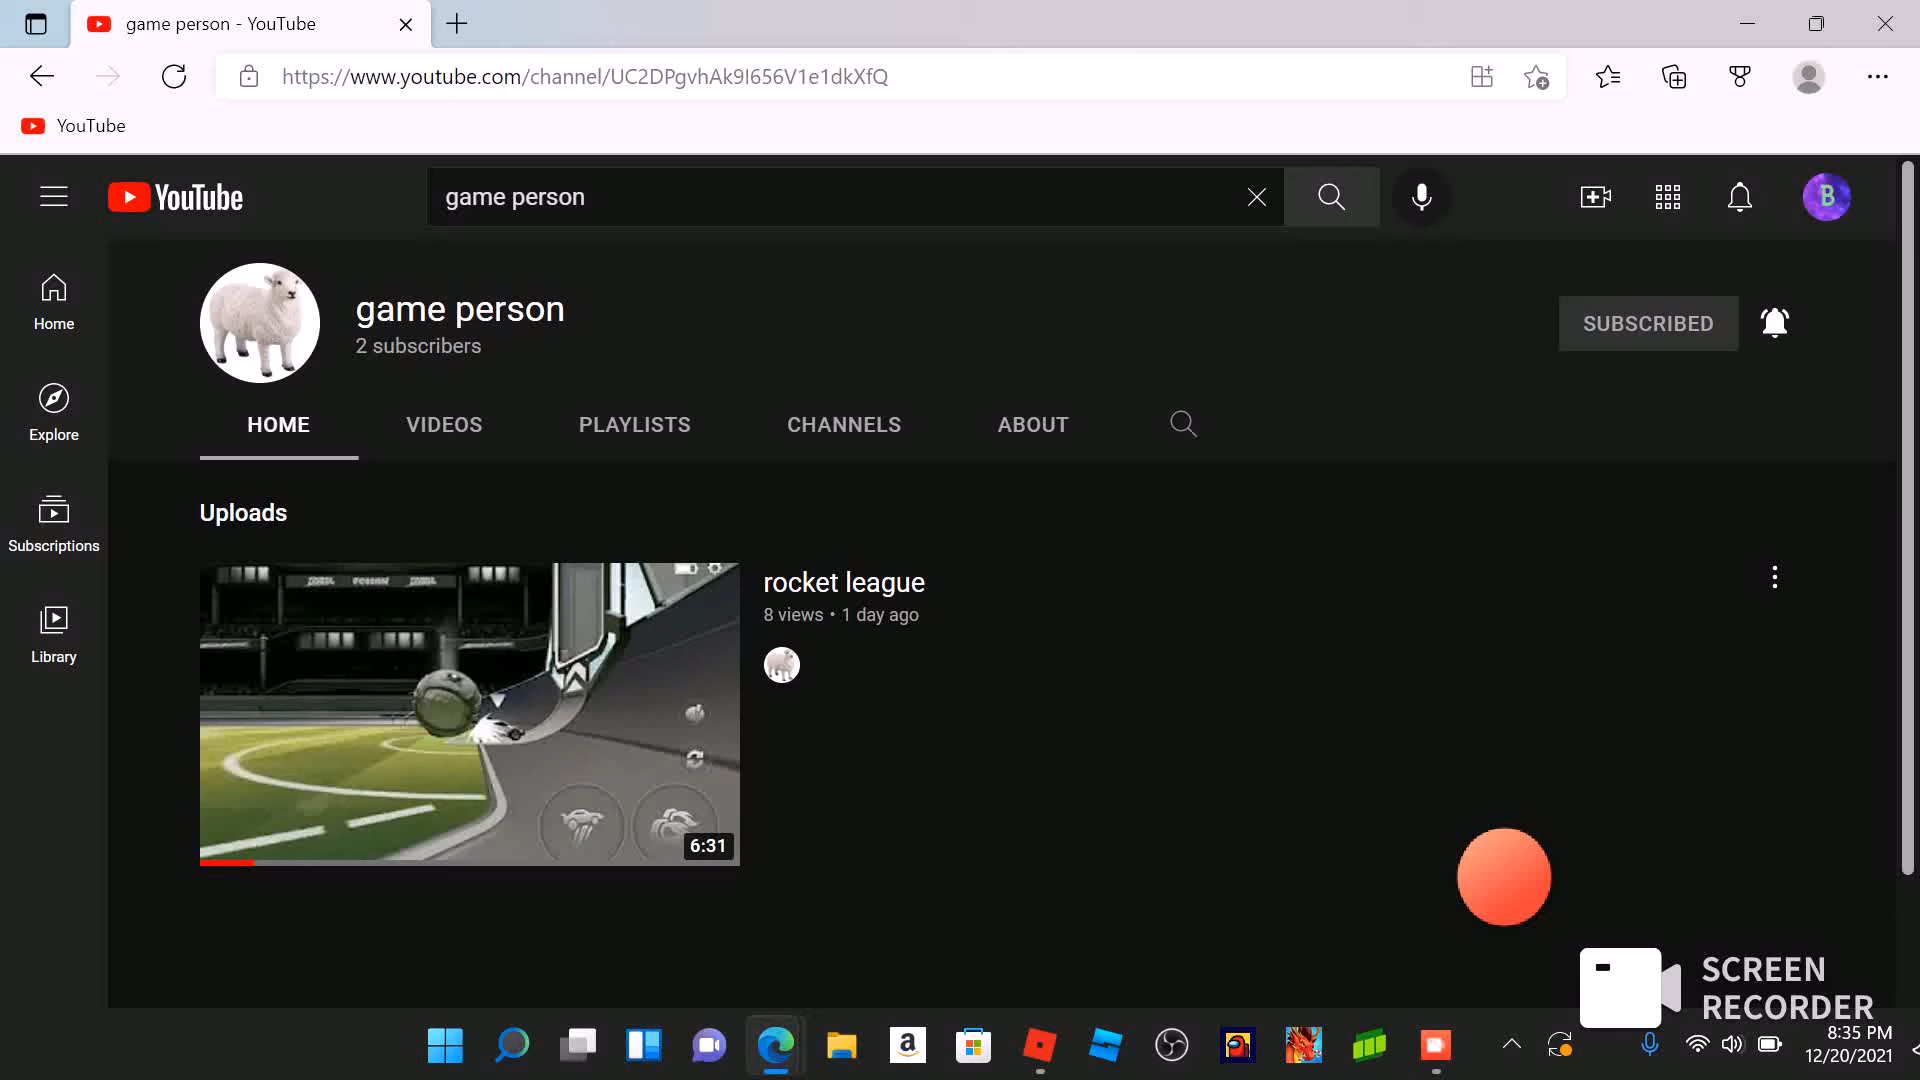 game person - YouTube
https://www.youtube.com/channel/UC2DPgvhAk9I656V1e1dkXfQ
YouTube
YouTube
game person
B
Home
Explore
Subscriptions
Library
game person
2 subscribers
SUBSCRIBED
HOME
VIDEOS
PLAYLISTS
CHANNELS
ABOUT
Uploads
6:31
rocket league
8 views • 1 day ago
SCREEN
RECORDER
a
8:35 PM
12/20/2021